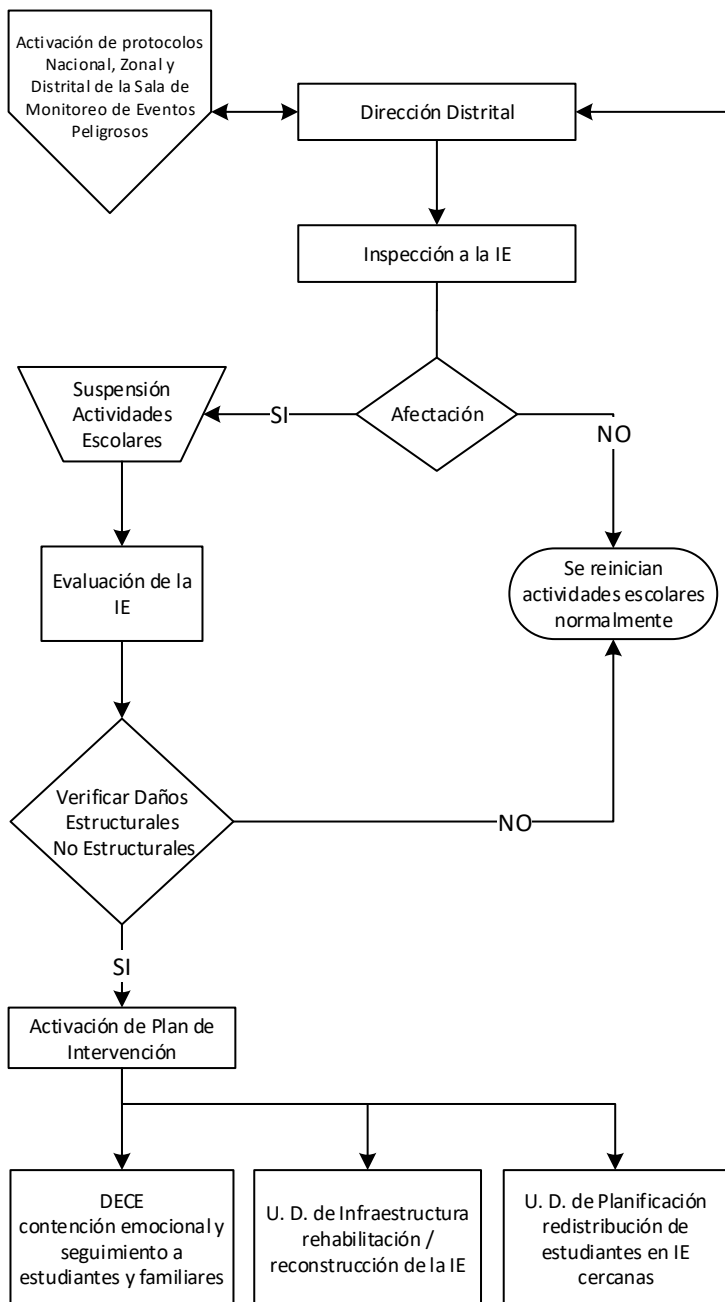 Activación de protocolos
Nacional, Zonal y
Distrital de la Sala de
Monitoreo de Eventos
Peligrosos
Dirección Distrital
Inspección a la IE
Suspensión
Actividades
Escolares
SI
Afectación
NO
Evaluación de la
IE
Se reinician
actividades escolares
normalmente
Verificar Daños
Estructurales
No Estructurales
NO
SI
Activación de Plan de
Intervención
DECE
contención emocional y
seguimiento a
estudiantes y familiares
U. D. de Infraestructura
rehabilitación /
reconstrucción de la IE
U. D. de Planificación
redistribución de
estudiantes en IE
cercanas